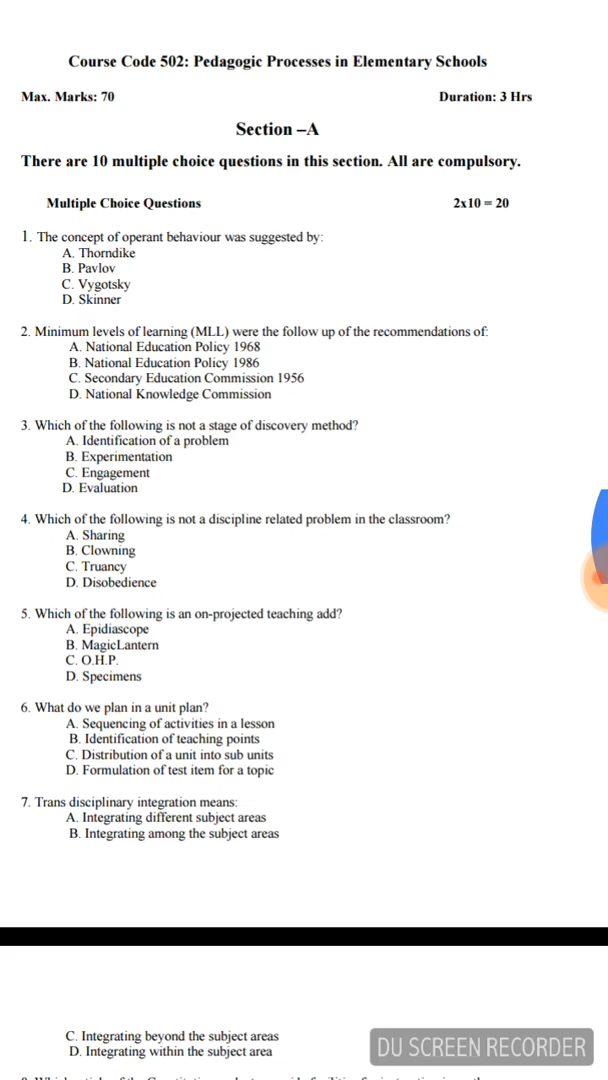 Course Code 502: Pedagogic Processes in Elementary Schools
Max. Marks: 70 Duration: 3 Hrs
Section –A
There are 10 multiple choice questions in this section. All are compulsory.
Multiple Choice Questions 2x10 = 20
1. The concept of operant behaviour was suggested by:
A. Thorndike
B. Pavlov
C. Vygotsky
D. Skinner
2. Minimum levels of learning (MLL) were the follow up of the recommendations of:
A. National Education Policy 1968
B. National Education Policy 1986
C. Secondary Education Commission 1956
D. National Knowledge Commission
3. Which of the following is not a stage of discovery method?
A. Identification of a problem
B. Experimentation
C. Engagement
D. Evaluation
4. Which of the following is not a discipline related problem in the classroom?
A. Sharing
B. Clowning
C. Truancy
D. Disobedience
5. Which of the following is an on-projected teaching add?
A. Epidiascope
B. MagicLantern
C. O.H.P.
D. Specimens
6. What do we plan in a unit plan?
A. Sequencing of activities in a lesson
B. Identification of teaching points
C. Distribution of a unit into sub units
D. Formulation of test item for a topic
7. Trans disciplinary integration means:
A. Integrating different subject areas
B. Integrating among the subject areas
C. Integrating beyond the subject areas
D. Integrating within the subject area
DU SCREEN RECORDER